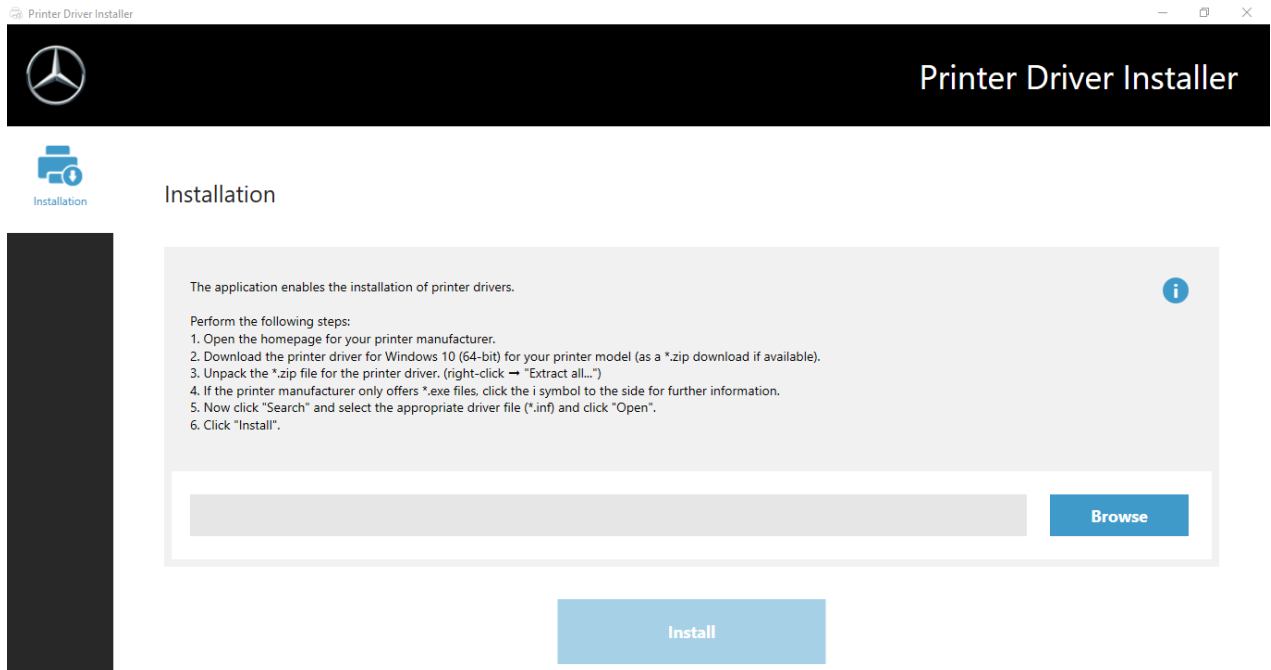 Printer Driver Installer
Printer Driver Installer
Installation
Installation
The application enables the installation of printer drivers.
Perform the following steps:
1. Open the homepage for your printer manufacturer.
2. Download the printer driver for Windows 10 (64-bit) for your printer model (as a *.zip download if available).
3. Unpack the *.zip file for the printer driver. (right-click → "Extract all...")
4. If the printer manufacturer only offers *.exe files, click the i symbol to the side for further information.
5. Now click "Search" and select the appropriate driver file (*.inf) and click "Open".
6. Click "Install".
i
Browse
Install